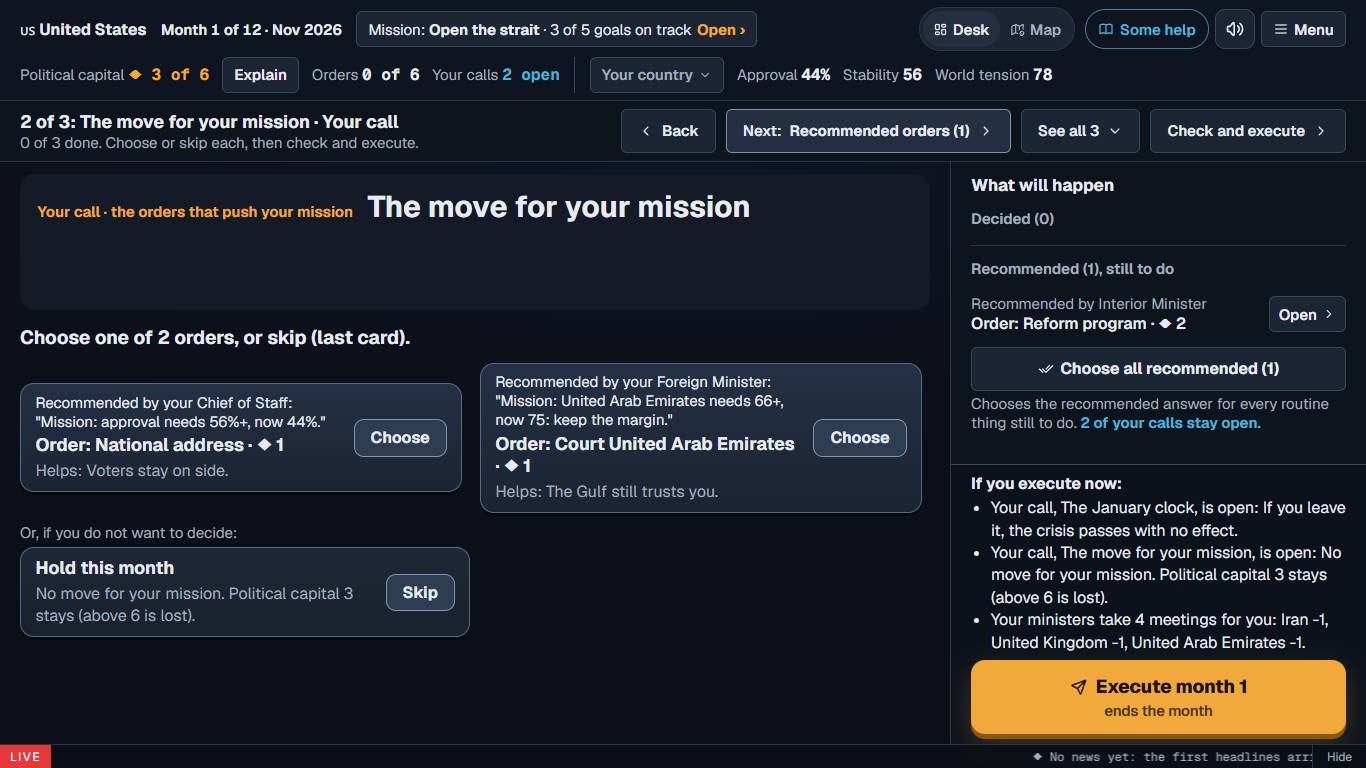 US United States Month 1 of 12 · Nov 2026 Mission: Open the strait · 3 of 5 goals on track Open ›
Desk Map Some help Menu
Political capital ◆ 3 of 6 Explain Orders 0 of 6 Your calls 2 open Your country Approval 44% Stability 56 World tension 78
2 of 3: The move for your mission · Your call
0 of 3 done. Choose or skip each, then check and execute.
Back Next: Recommended orders (1) See all 3 Check and execute
Your call · the orders that push your mission The move for your mission
Choose one of 2 orders, or skip (last card).
Recommended by your Chief of Staff:
"Mission: approval needs 56%+, now 44%."
Order: National address · ◆ 1
Helps: Voters stay on side.
Choose
Recommended by your Foreign Minister:
"Mission: United Arab Emirates needs 66+,
now 75: keep the margin."
Order: Court United Arab Emirates
· ◆ 1
Helps: The Gulf still trusts you.
Choose
Or, if you do not want to decide:
Hold this month
No move for your mission. Political capital 3
stays (above 6 is lost).
Skip
What will happen
Decided (0)
Recommended (1), still to do
Recommended by Interior Minister
Order: Reform program · ◆ 2
Open
Choose all recommended (1)
Chooses the recommended answer for every routine
thing still to do. 2 of your calls stay open.
If you execute now:
• Your call, The January clock, is open: If you leave
it, the crisis passes with no effect.
• Your call, The move for your mission, is open: No
move for your mission. Political capital 3 stays
(above 6 is lost).
• Your ministers take 4 meetings for you: Iran -1,
United Kingdom -1, United Arab Emirates -1.
Execute month 1
ends the month
LIVE ◆ No news yet: the first headlines arr Hide